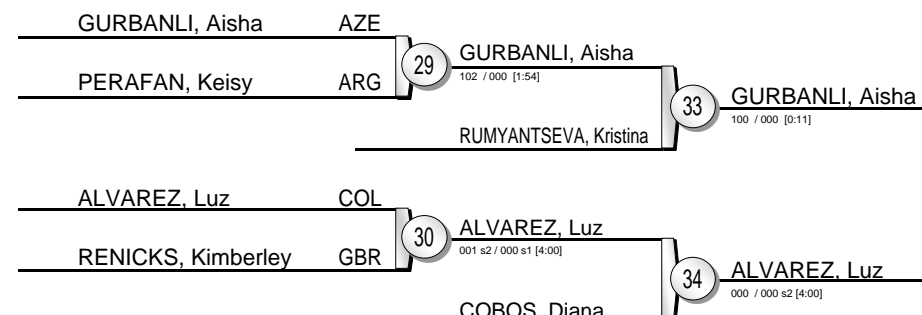 GURBANLI, Aisha AZE
PERAFAN, Keisy ARG
29
GURBANLI, Aisha
102 / 000 [1:54]
RUMYANTSEVA, Kristina
33
GURBANLI, Aisha
100 / 000 [0:11]
ALVAREZ, Luz COL
RENICKS, Kimberley GBR
30
ALVAREZ, Luz
001 s2 / 000 s1 [4:00]
COBOS, Diana
34
ALVAREZ, Luz
000 / 000 s2 [4:00]